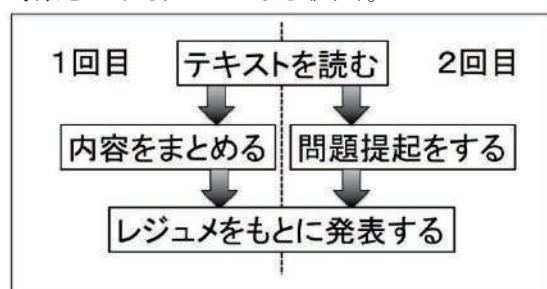 1回目
テキストを読む
2回目
内容をまとめる
問題提起をする
レジュメをもとに発表する